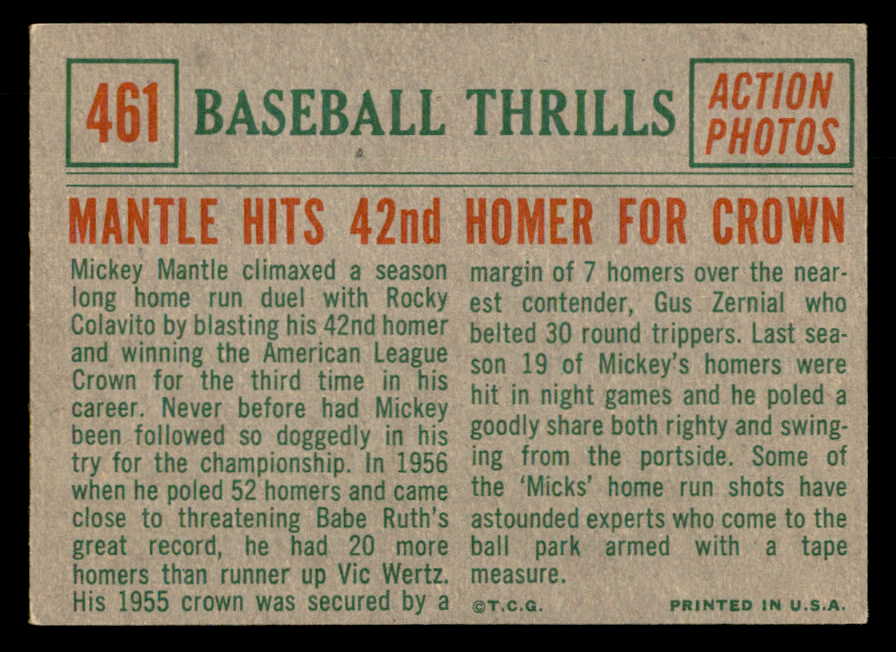 461
BASEBALL THRILLS
ACTION
PHOTOS
MANTLE HITS 42nd HOMER FOR CROWN
Mickey Mantle climaxed a season
long home run duel with Rocky
Colavito by blasting his 42nd homer
and winning the American League
Crown for the third time in his
career. Never before had Mickey
been followed so doggedly in his
try for the championship. In 1956
when he poled 52 homers and came
close to threatening Babe Ruth's
great record, he had 20 more
homers than runner up Vic Wertz.
His 1955 crown was secured by a
margin of 7 homers over the near-
est contender, Gus Zernial who
belted 30 round trippers. Last sea-
son 19 of Mickey's homers were
hit in night games and he poled a
goodly share both righty and swing-
ing from the portside. Some of
the 'Micks' home run shots have
astounded experts who come to the
ball park armed with a tape
measure.
©T.C.G.
PRINTED IN U.S.A.